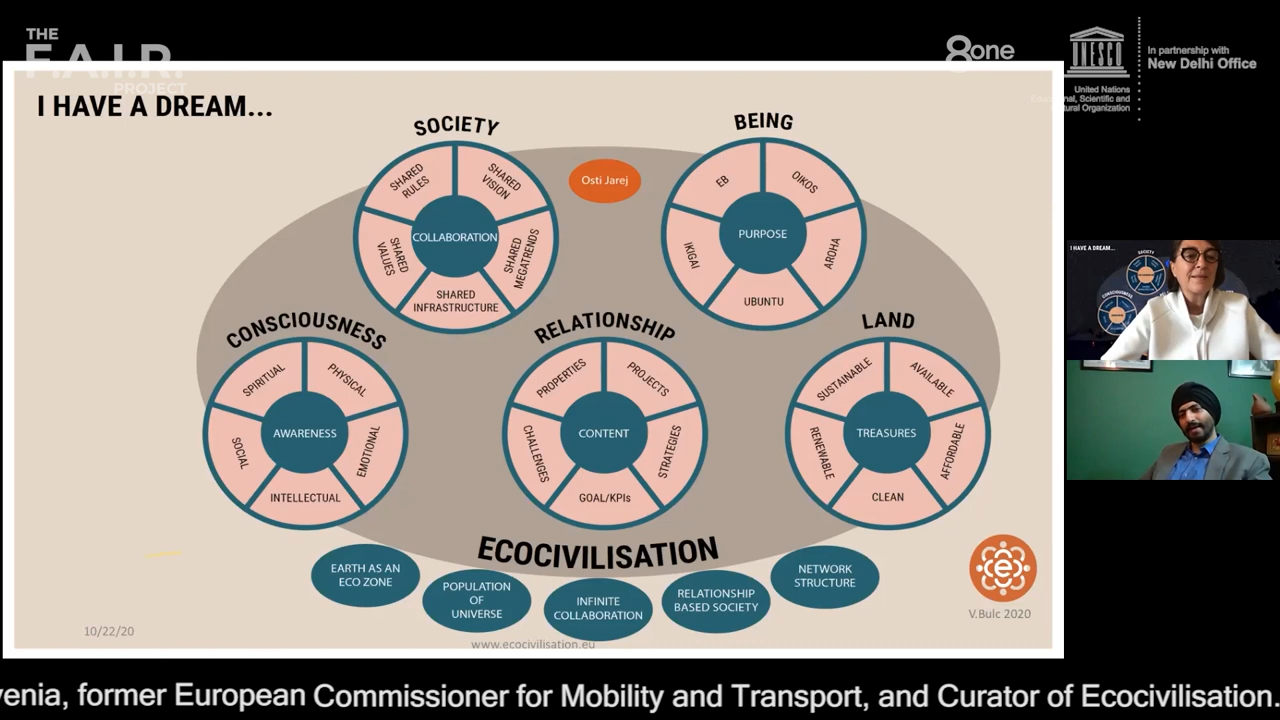 THE
F.A.I.R.
PROJECT
8one
UNESCO
United Nations
nal, Scientific and
tural Organization
In partnership with
New Delhi Office
I HAVE A DREAM...
SOCIETY
SHARED
RULES
SHARED
VISION
SHARED
VALUES
SHARED
MEGATRENDS
SHARED
INFRASTRUCTURE
COLLABORATION
Osti Jarej
BEING
EB
OIKOS
IKIGAI
AROHA
UBUNTU
PURPOSE
CONSCIOUSNESS
SPIRITUAL
PHYSICAL
SOCIAL
EMOTIONAL
INTELLECTUAL
AWARENESS
RELATIONSHIP
PROPERTIES
PROJECTS
CHALLENGES
STRATEGIES
GOAL/KPIs
CONTENT
LAND
SUSTAINABLE
AVAILABLE
RENEWABLE
AFFORDABLE
CLEAN
TREASURES
ECOCIVILISATION
EARTH AS AN
ECO ZONE
POPULATION
OF
UNIVERSE
INFINITE
COLLABORATION
RELATIONSHIP
BASED SOCIETY
NETWORK
STRUCTURE
e
V.Bulc 2020
10/22/20
www.ecocivilisation.eu
I HAVE A DREAM...
venia, former European Commissioner for Mobility and Transport, and Curator of Ecocivilisation.